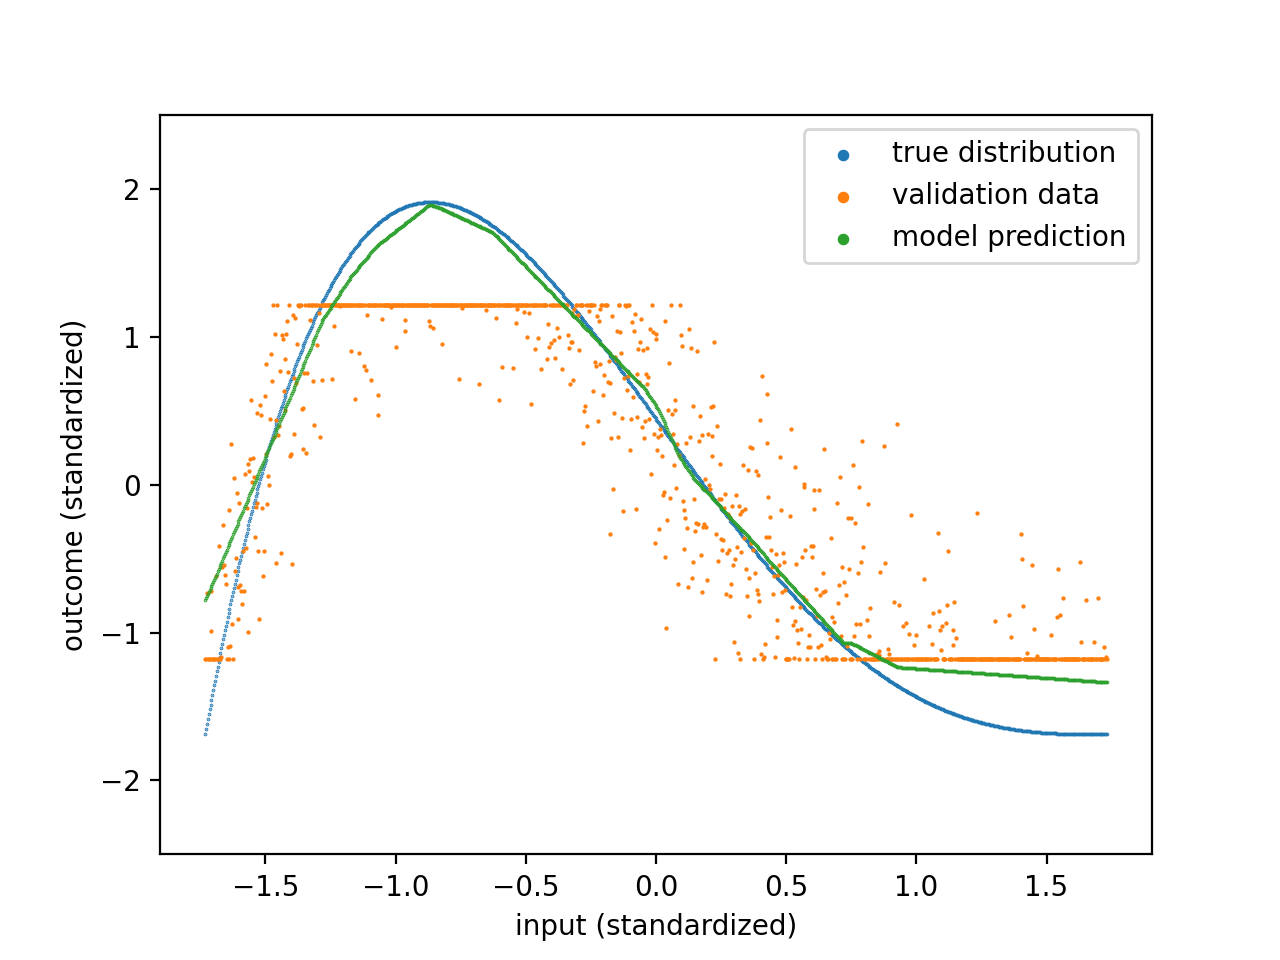 true distribution
validation data
model prediction
2
1
0
−1
−2
outcome (standardized)
−1.5
−1.0
−0.5
0.0
0.5
1.0
1.5
input (standardized)